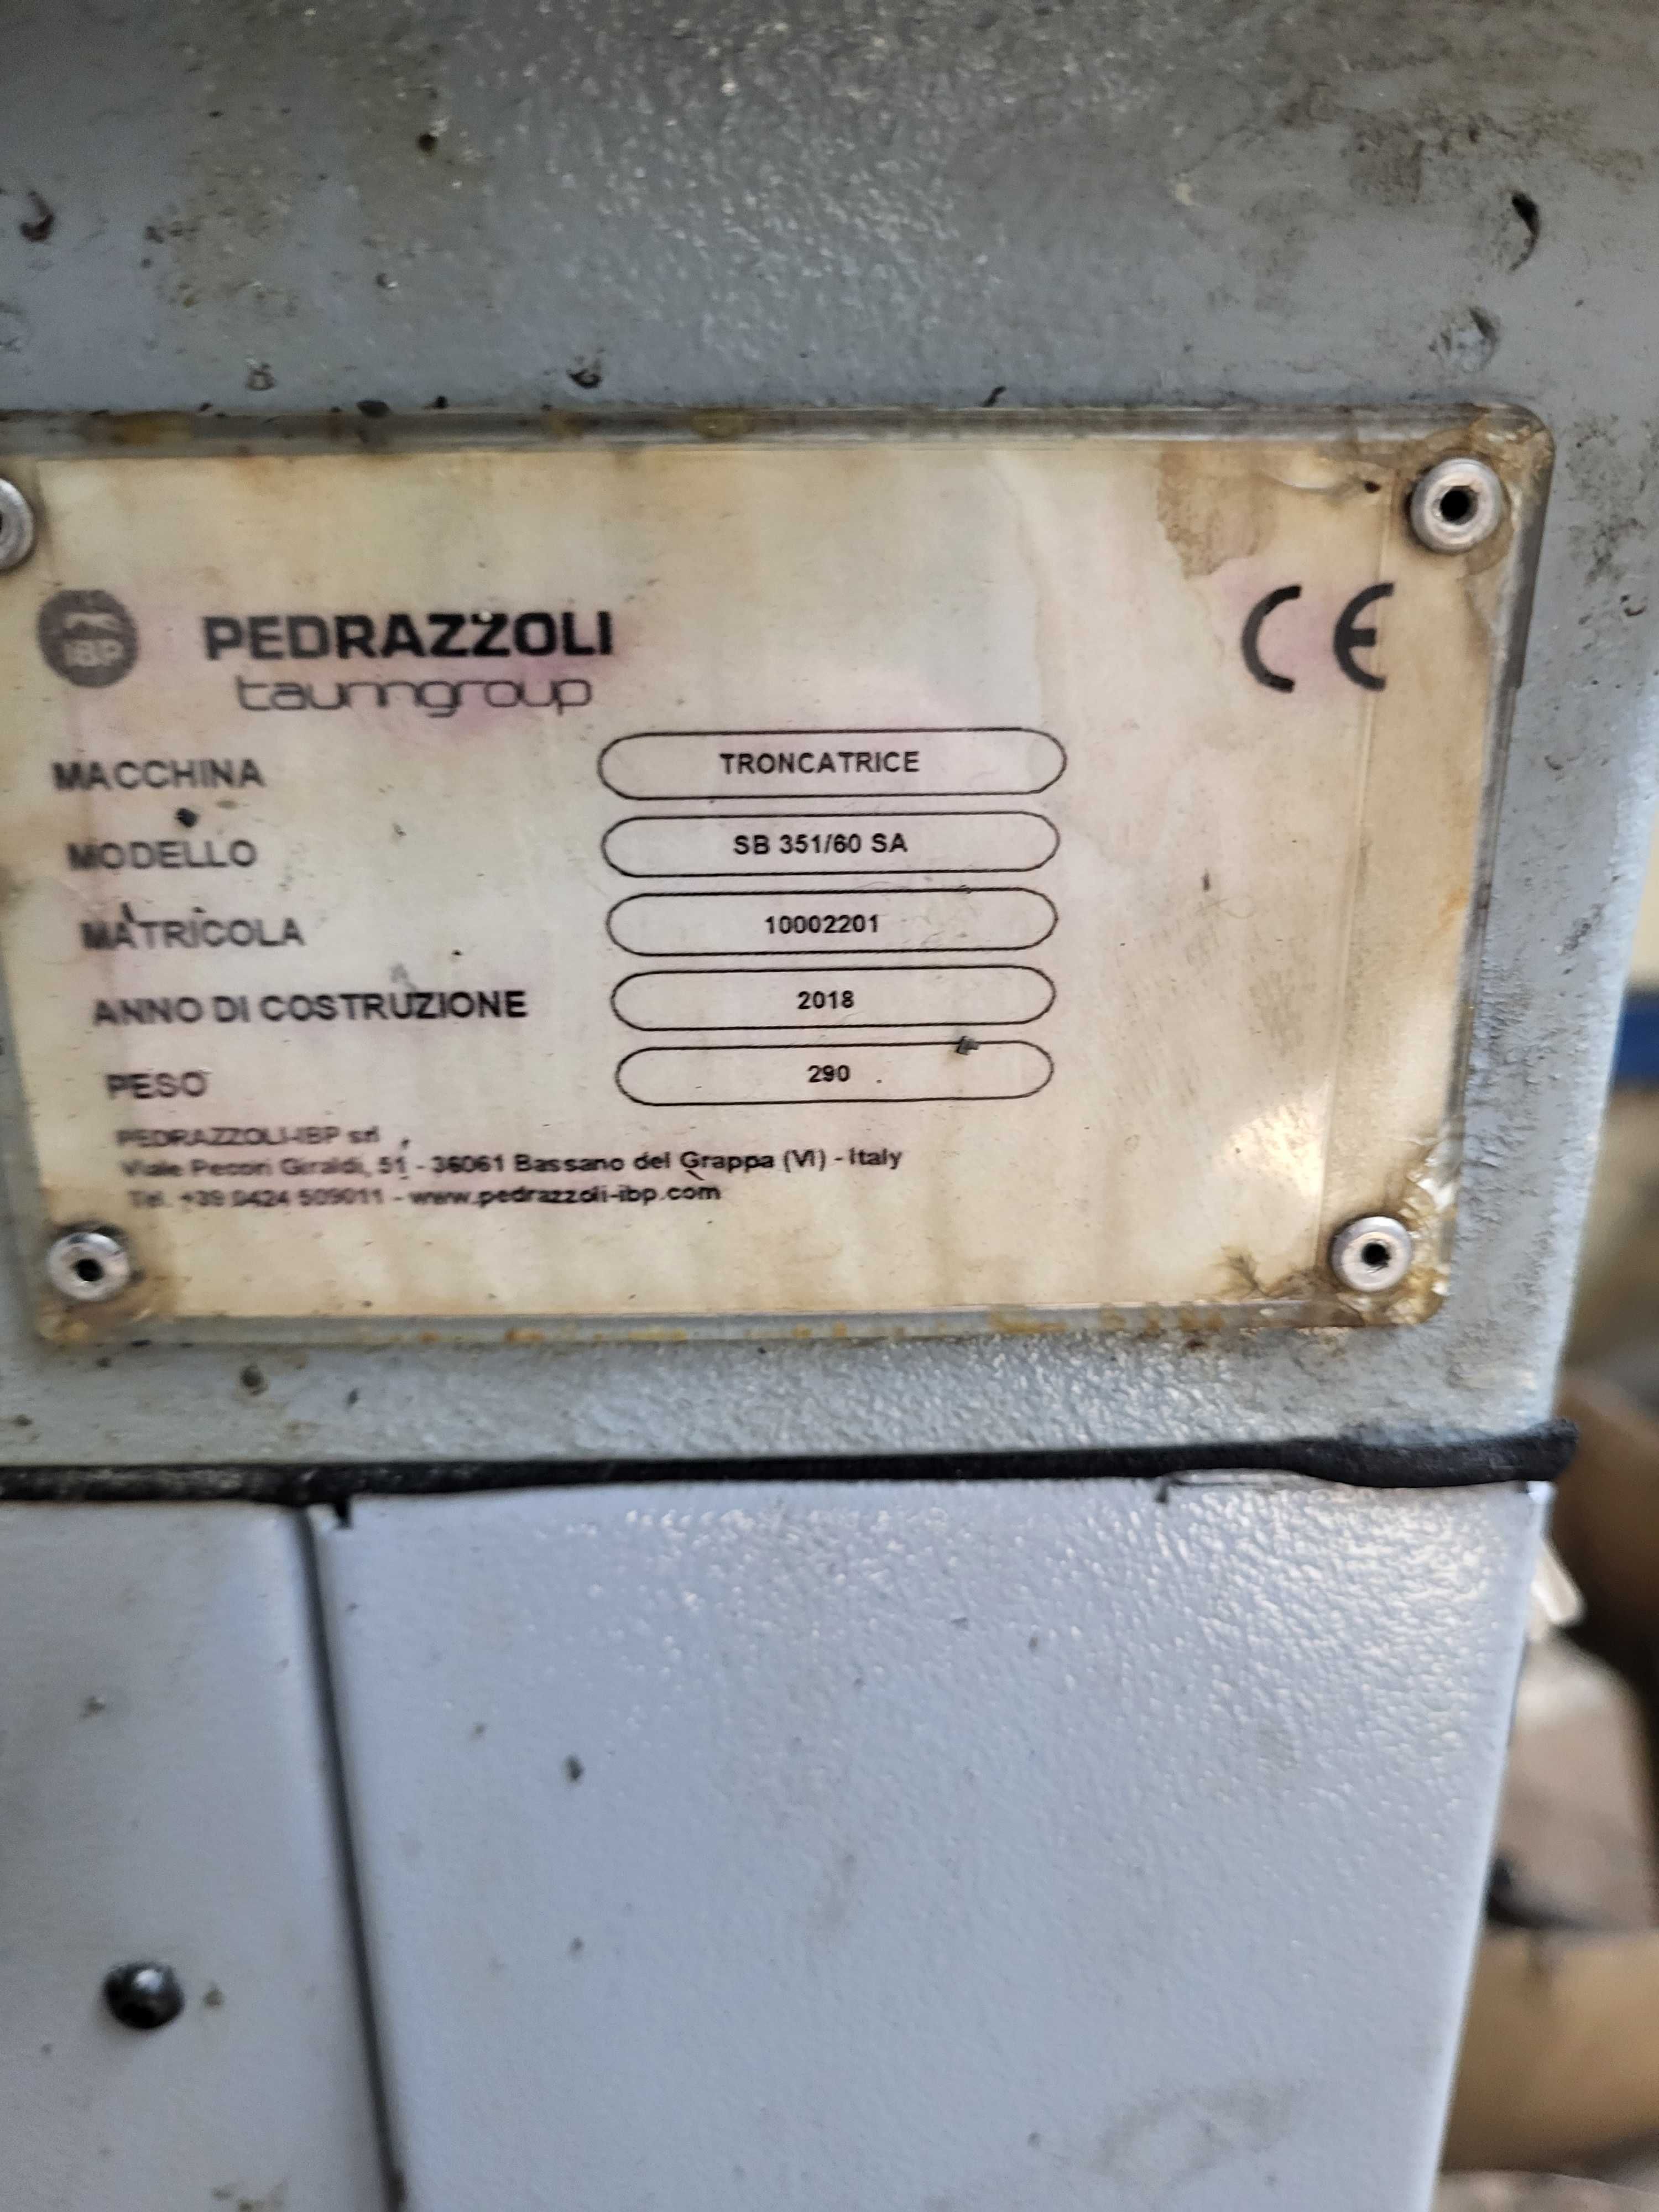 IBP
PEDRAZZOLI
tauringroup
CE
MACCHINA TRONCATRICE
MODELLO SB 351/60 SA
MATRICOLA 10002201
ANNO DI COSTRUZIONE 2018
PESO 290
PEDRAZZOLI-IBP srl
Viale Pecori Giraldi, 51 - 36061 Bassano del Grappa (VI) - Italy
Tel. +39 0424 509011 - www.pedrazzoli-ibp.com